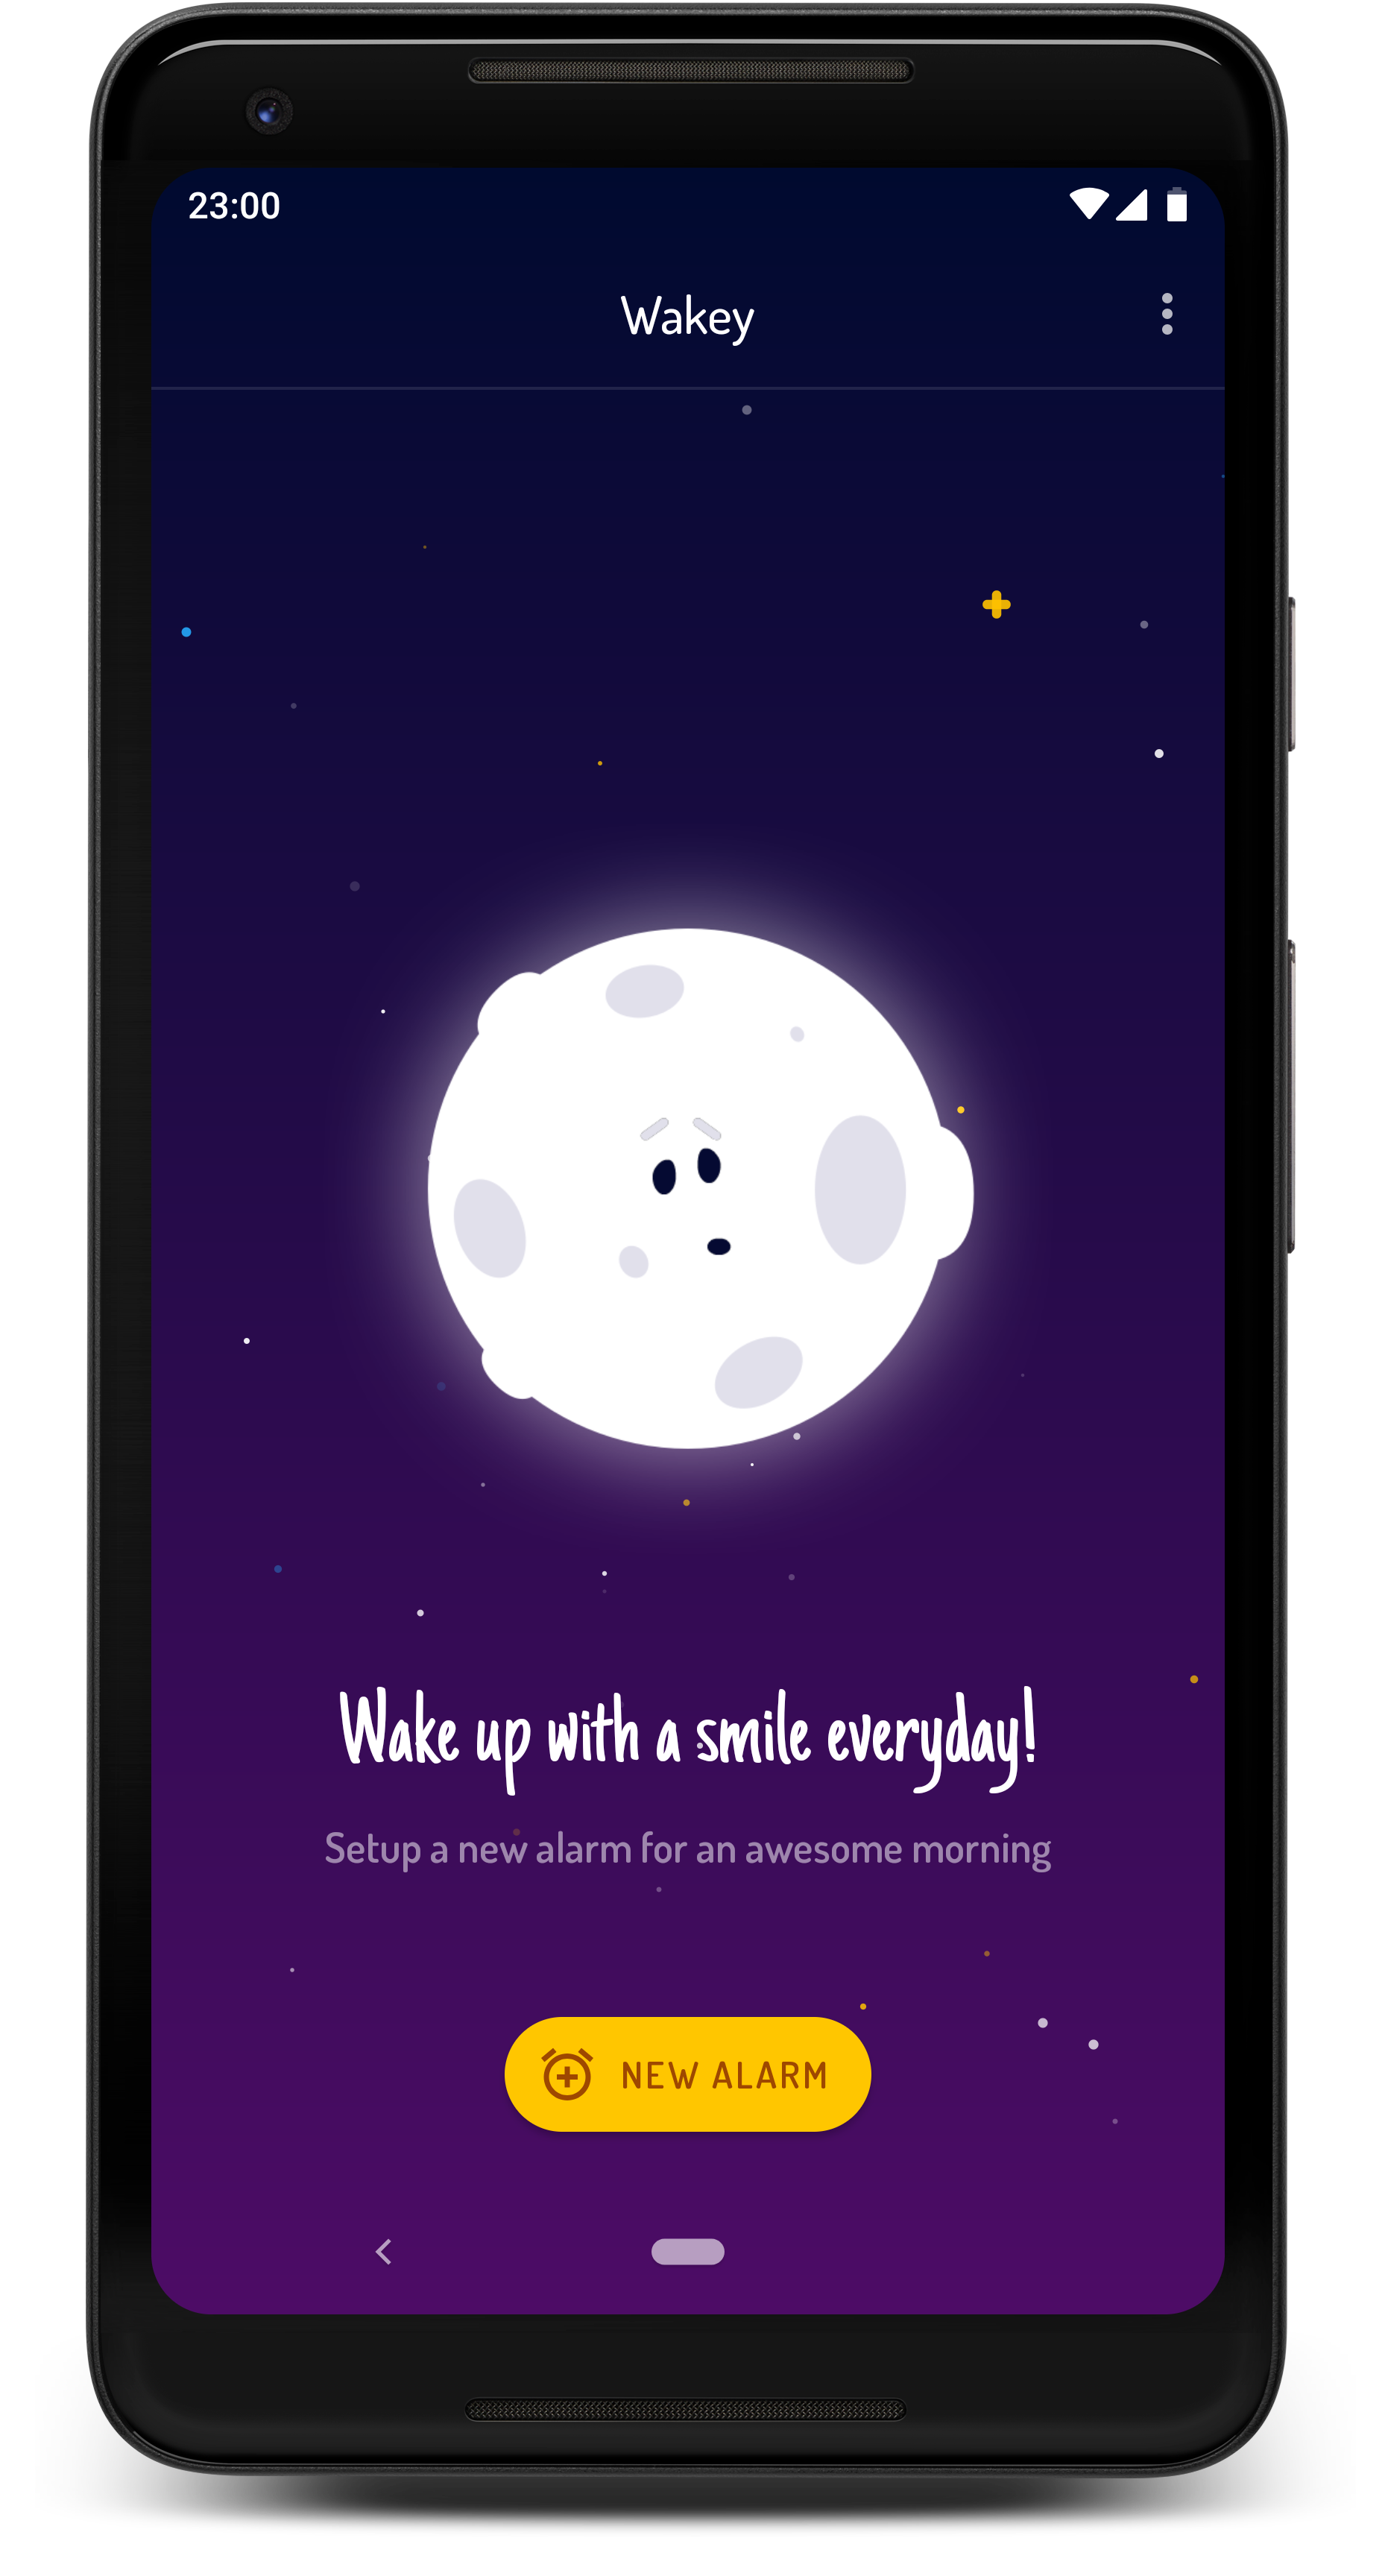 23:00
Wakey
Wake up with a smile everyday!
Setup a new alarm for an awesome morning
NEW ALARM